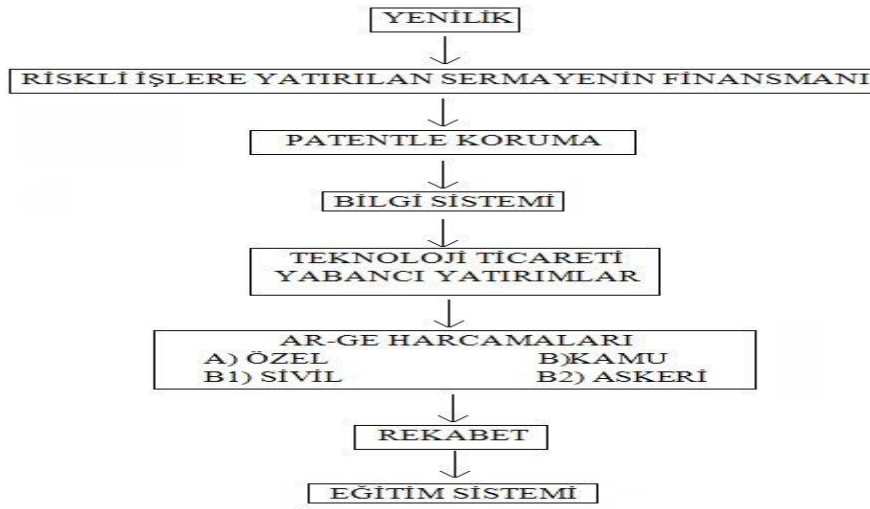 YENİLİK
RİSKLİ İŞLERE YATIRILAN SERMAYENİN FİNANSMANI
PATENTLE KORUMA
BİLGİ SİSTEMİ
TEKNOLOJİ TİCARETİ
YABANCI YATIRIMLAR
AR-GE HARCAMALARI
A) ÖZEL B)KAMU
B1) SİVİL B2) ASKERİ
REKABET
EĞİTİM SİSTEMİ